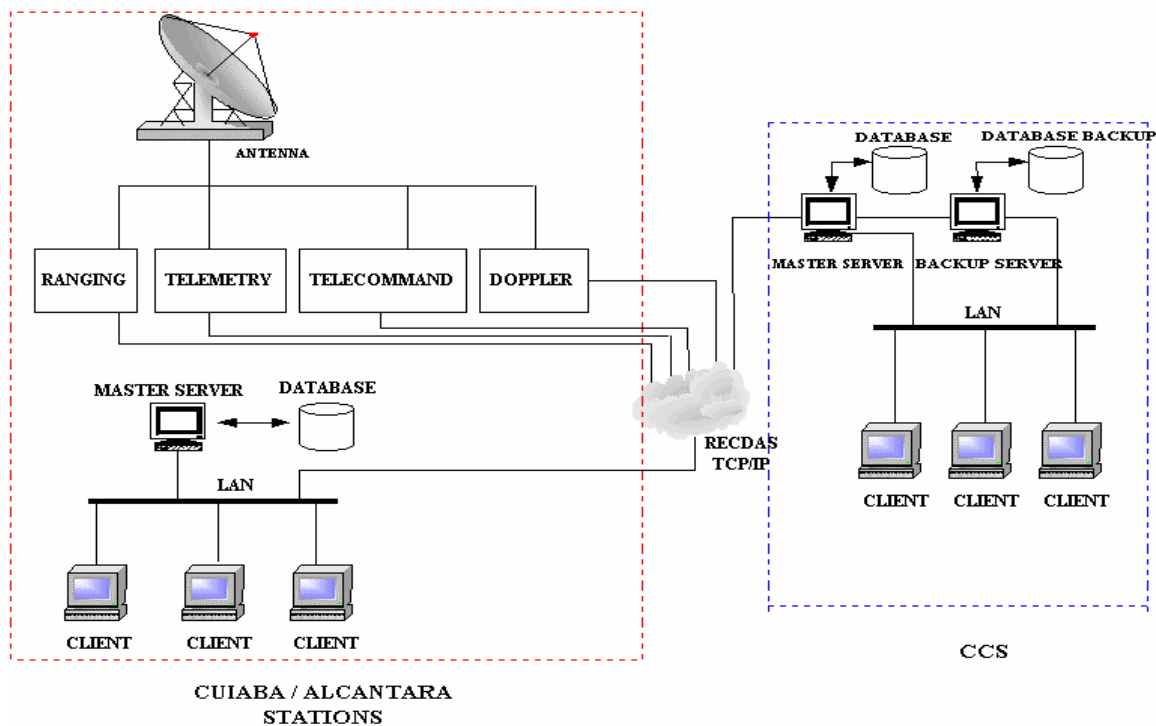 ANTENNA
RANGING
TELEMETRY
TELECOMMAND
DOPPLER
MASTER SERVER
DATABASE
LAN
CLIENT
CLIENT
CLIENT
CUIABA / ALCANTARA
STATIONS
RECDAS
TCP/IP
DATABASE
DATABASE BACKUP
MASTER SERVER
BACKUP SERVER
LAN
CLIENT
CLIENT
CLIENT
CCS